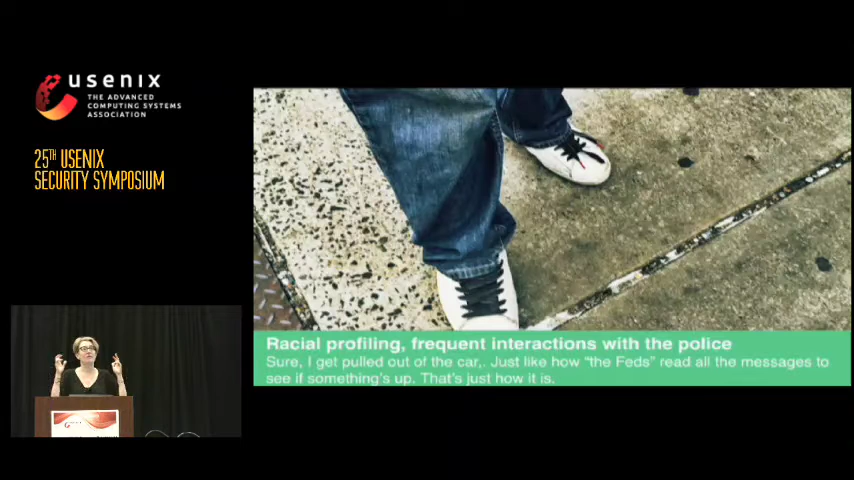 usenix
THE ADVANCED
COMPUTING SYSTEMS
ASSOCIATION
25TH USENIX
SECURITY SYMPOSIUM
Racial profiling, frequent interactions with the police
Sure, I get pulled out of the car,. Just like how “the Feds” read all the messages to
see if something's up. That's just how it is.